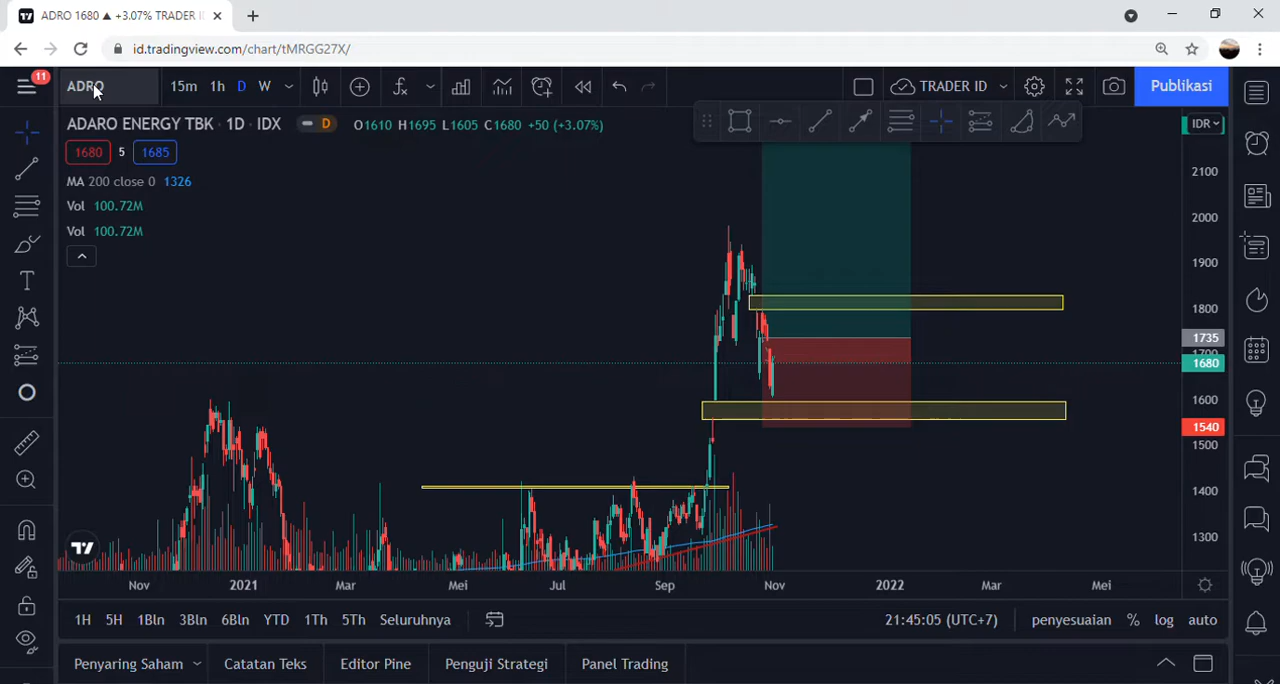 ADRO 1680 ▲ +3.07% TRADER I
id.tradingview.com/chart/tMRGG27X/
11
ADRO
15m 1h D W
TRADER ID
Publikasi
ADARO ENERGY TBK · 1D · IDX
D
O1610 H1695 L1605 C1680 +50 (+3.07%)
IDR
1680 5 1685
MA 200 close 0 1326
Vol 100.72M
Vol 100.72M
2100
2000
1900
1800
1735
1700
1680
1600
1540
1500
1400
1300
Nov 2021 Mar Mei Jul Sep Nov 2022 Mar Mei
1H 5H 1Bln 3Bln 6Bln YTD 1Th 5Th Seluruhnya
21:45:05 (UTC+7)
penyesuaian % log auto
Penyaring Saham Catatan Teks Editor Pine Penguji Strategi Panel Trading